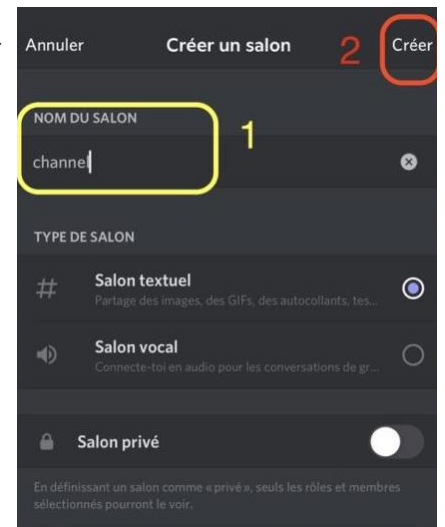 Annuler Créer un salon 2 Créer
NOM DU SALON
1
channel
TYPE DE SALON
Salon textuel
Partage des images, des GIFs, des autocollants, tes...
Salon vocal
Connecte-toi en audio pour les conversations de gr...
Salon privé
En définissant un salon comme « privé », seuls les rôles et membres
sélectionnés pourront le voir.